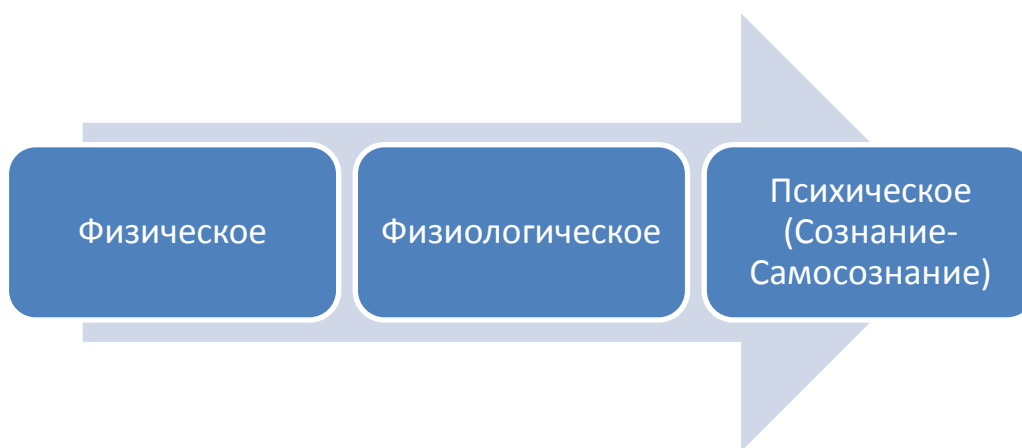 Физическое
Физиологическое
Психическое
(Сознание-
Самосознание)